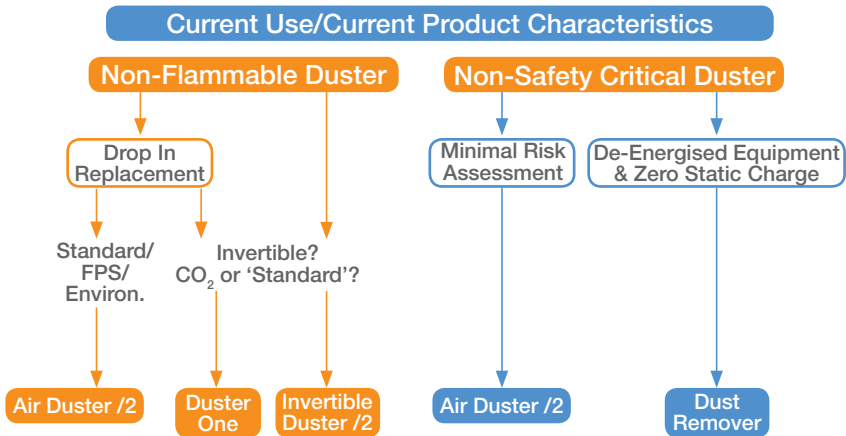 Current Use/Current Product Characteristics
Non-Flammable Duster
Non-Safety Critical Duster
Drop In
Replacement
Minimal Risk
Assessment
De-Energised Equipment
& Zero Static Charge
Standard/
FPS/
Environ.
Invertible?
CO₂ or ‘Standard’?
Air Duster /2
Duster
One
Invertible
Duster /2
Air Duster /2
Dust
Remover